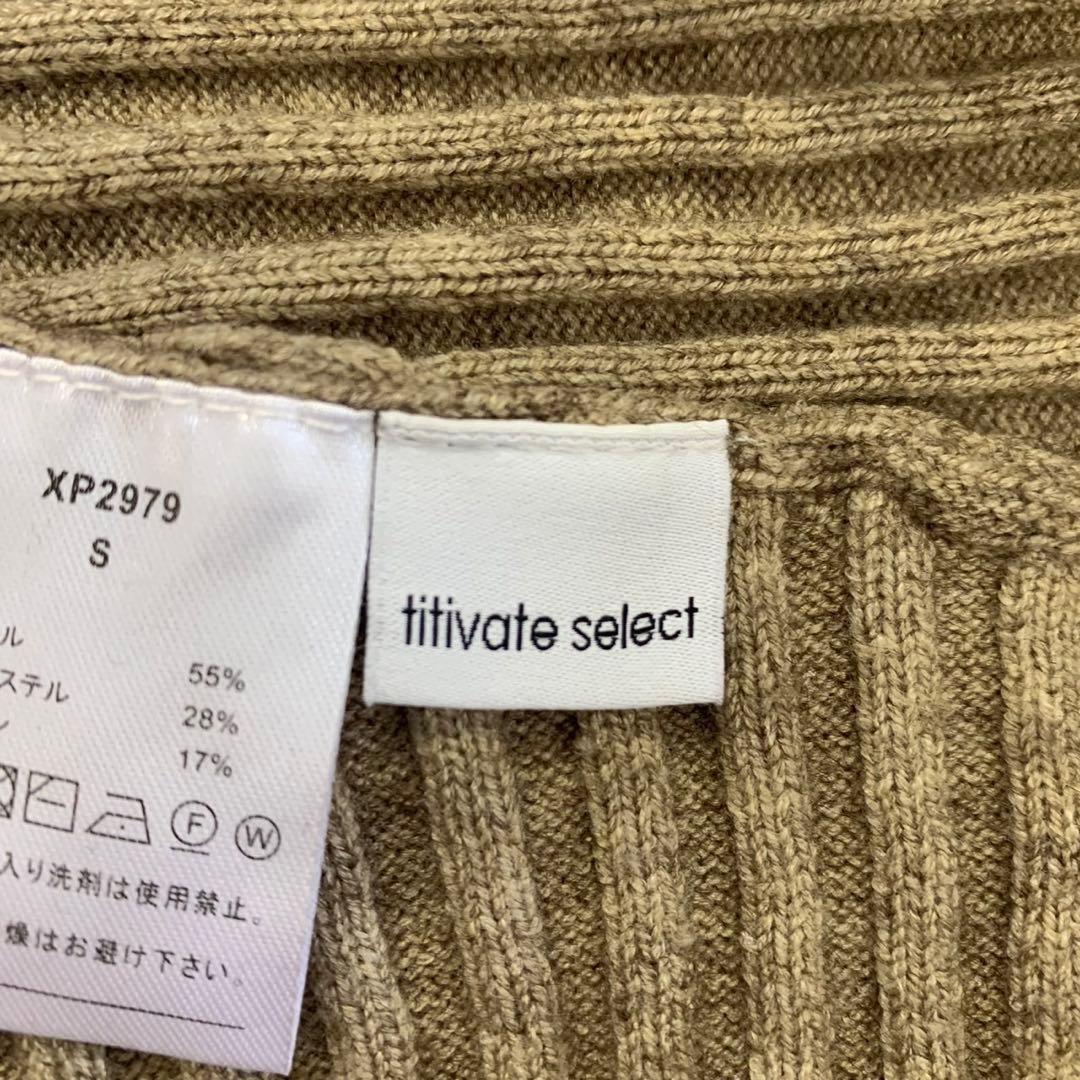 XP2979
S
ル 55%
ステル 28%
ン 17%
F W
入り洗剤は使用禁止。
燥はお避け下さい。
titivate select